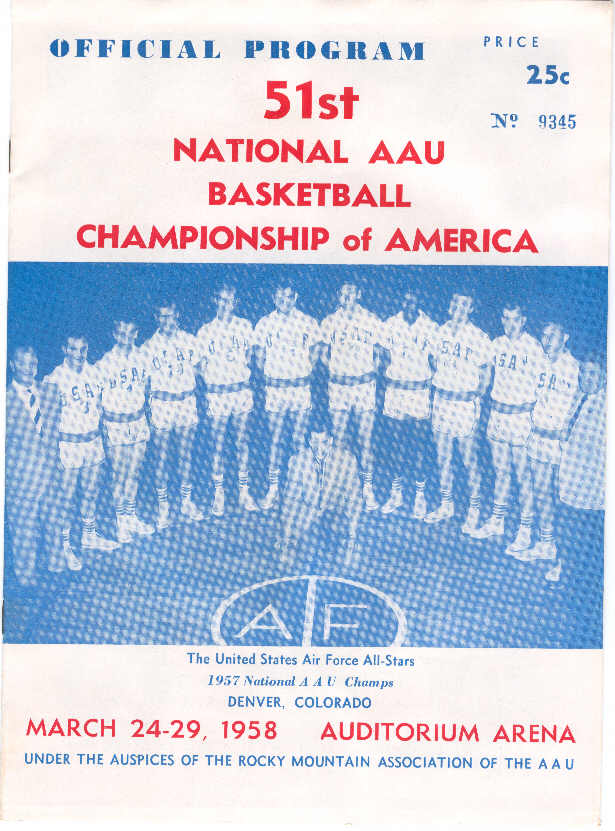 OFFICIAL PROGRAM
PRICE
25c
Nº 9345
51st
NATIONAL AAU
BASKETBALL
CHAMPIONSHIP of AMERICA
USAF
AF
The United States Air Force All-Stars
1957 National A A U Champs
DENVER, COLORADO
MARCH 24-29, 1958 AUDITORIUM ARENA
UNDER THE AUSPICES OF THE ROCKY MOUNTAIN ASSOCIATION OF THE A A U